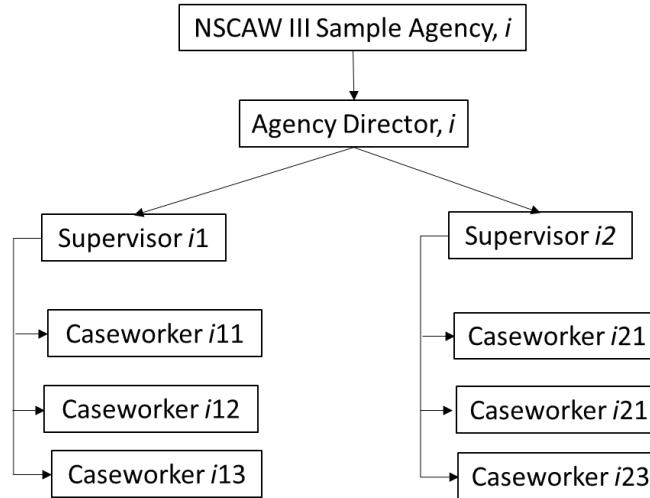 NSCAW III Sample Agency, i
Agency Director, i
Supervisor i1
Caseworker i11
Caseworker i12
Caseworker i13
Supervisor i2
Caseworker i21
Caseworker i21
Caseworker i23